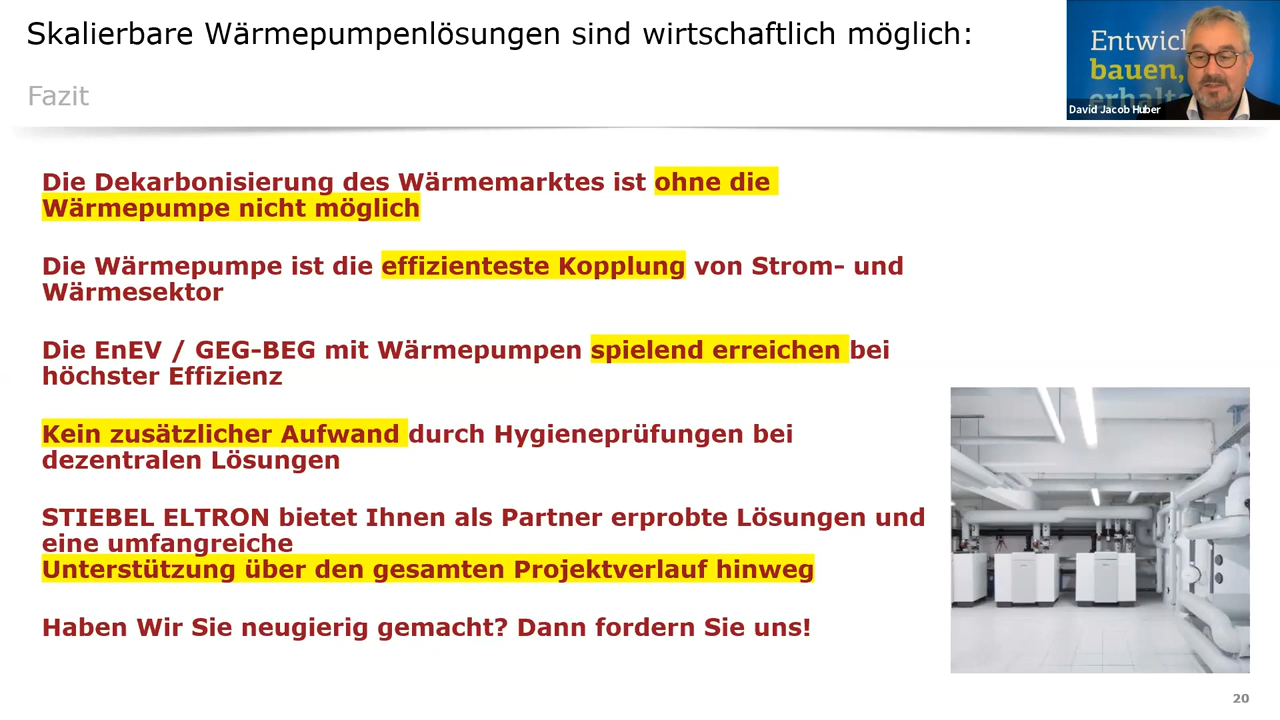 Skalierbare Wärmepumpenlösungen sind wirtschaftlich möglich:
Fazit
Entwick
bauen,
erhalte
David Jacob Huber
Die Dekarbonisierung des Wärmemarktes ist ohne die
Wärmepumpe nicht möglich
Die Wärmepumpe ist die effizienteste Kopplung von Strom- und
Wärmesektor
Die EnEV / GEG-BEG mit Wärmepumpen spielend erreichen bei
höchster Effizienz
Kein zusätzlicher Aufwand durch Hygieneprüfungen bei
dezentralen Lösungen
STIEBEL ELTRON bietet Ihnen als Partner erprobte Lösungen und
eine umfangreiche
Unterstützung über den gesamten Projektverlauf hinweg
Haben Wir Sie neugierig gemacht? Dann fordern Sie uns!
20